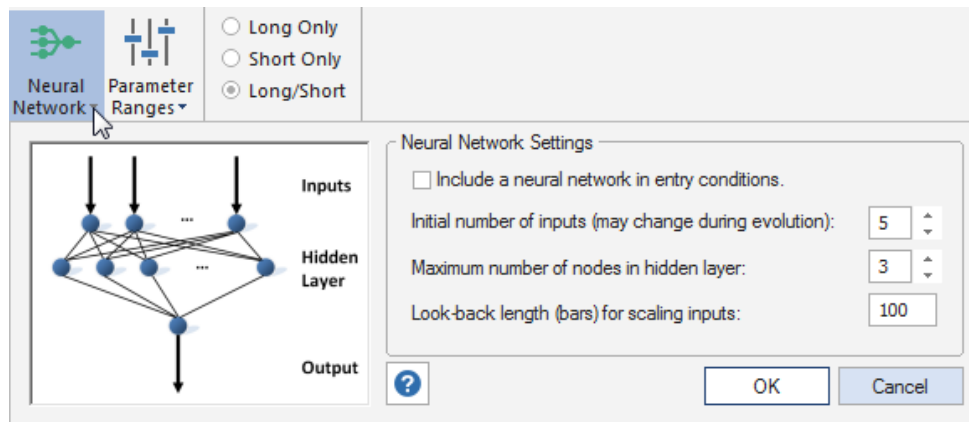 Neural
Network
Parameter
Ranges
Long Only
Short Only
Long/Short
Inputs
...
...
Hidden
Layer
Output
Neural Network Settings
Include a neural network in entry conditions.
Initial number of inputs (may change during evolution):
5
Maximum number of nodes in hidden layer:
3
Look-back length (bars) for scaling inputs:
100
?
OK
Cancel